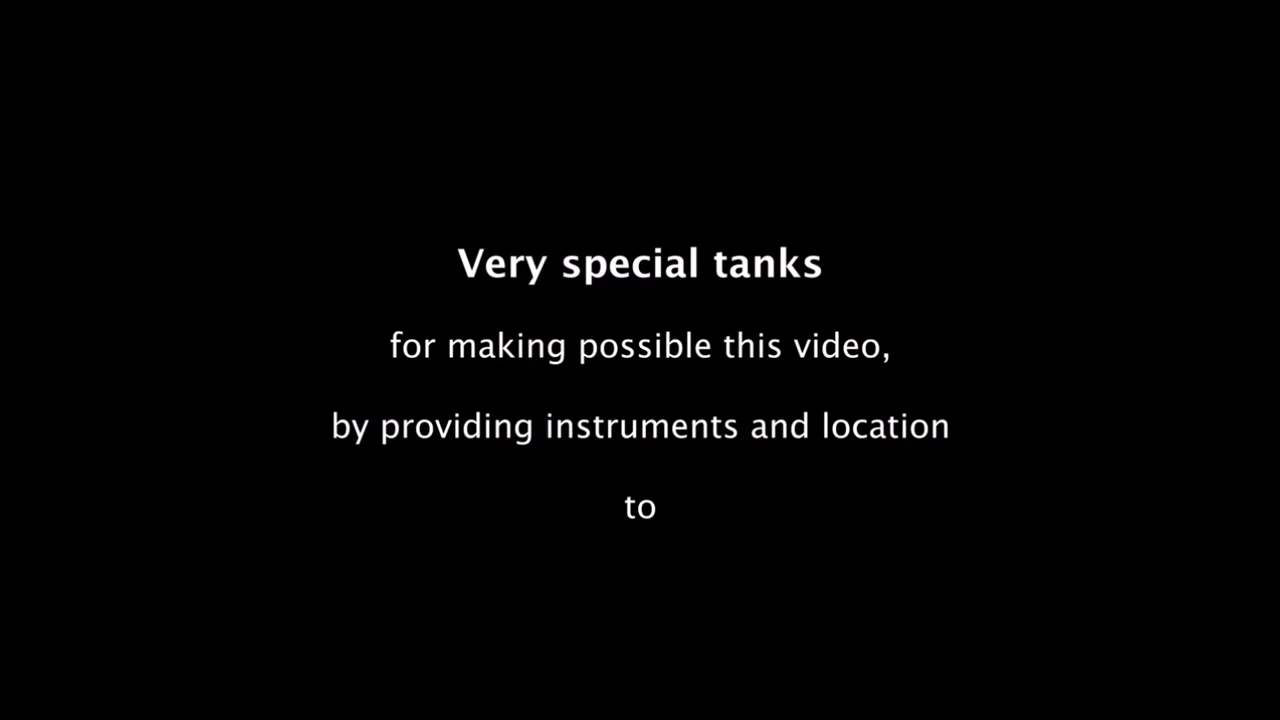 Very special tanks
for making possible this video,
by providing instruments and location
to